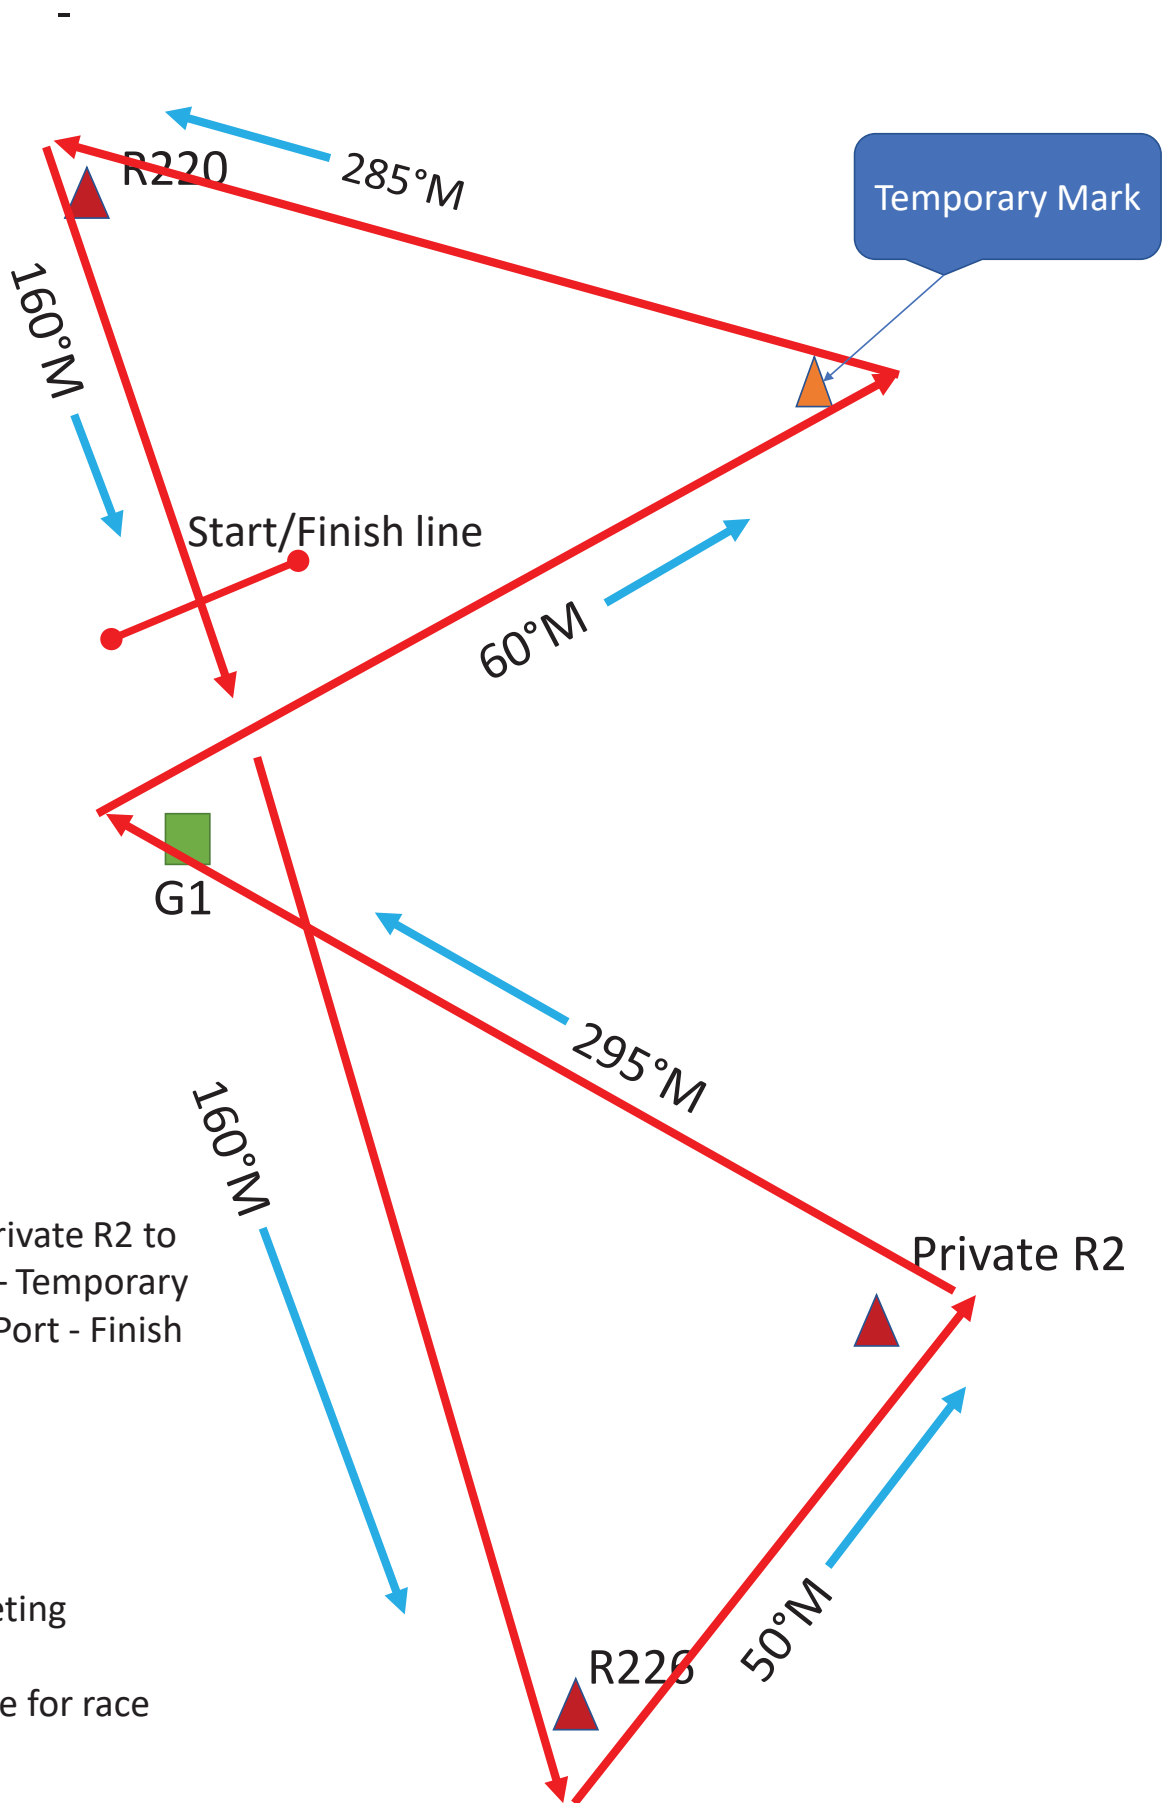 -
R220
285°M
Temporary Mark
160°M
Start/Finish line
60°M
G1
295°M
160°M
rivate R2 to
- Temporary
Port - Finish
Private R2
50°M
eting
R226
e for race